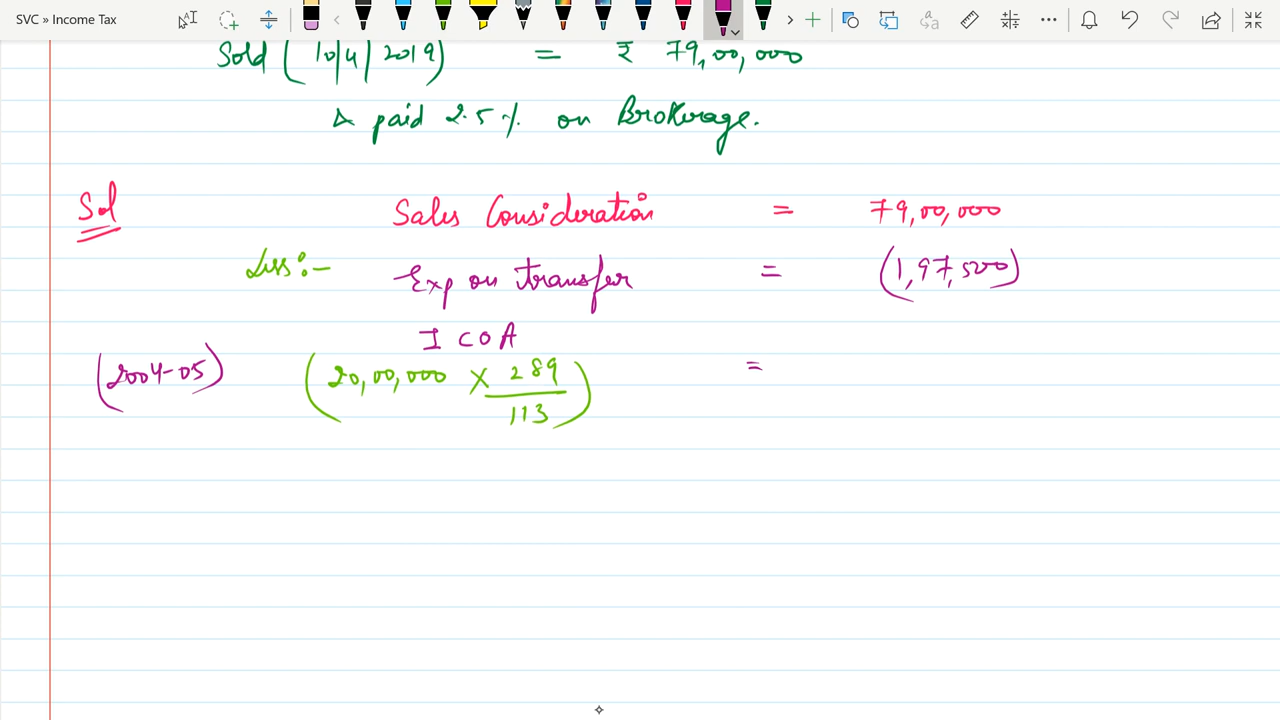 SVC » Income Tax
Sold (10/4/2019) = ₹ 79,00,000
& paid 2.5% on Brokerage.
Sol
Sales Consideration = 79,00,000
Less:- Exp on transfer = (1,97,500)
I C O A
(2004-05) (20,00,000 × 289/113) =